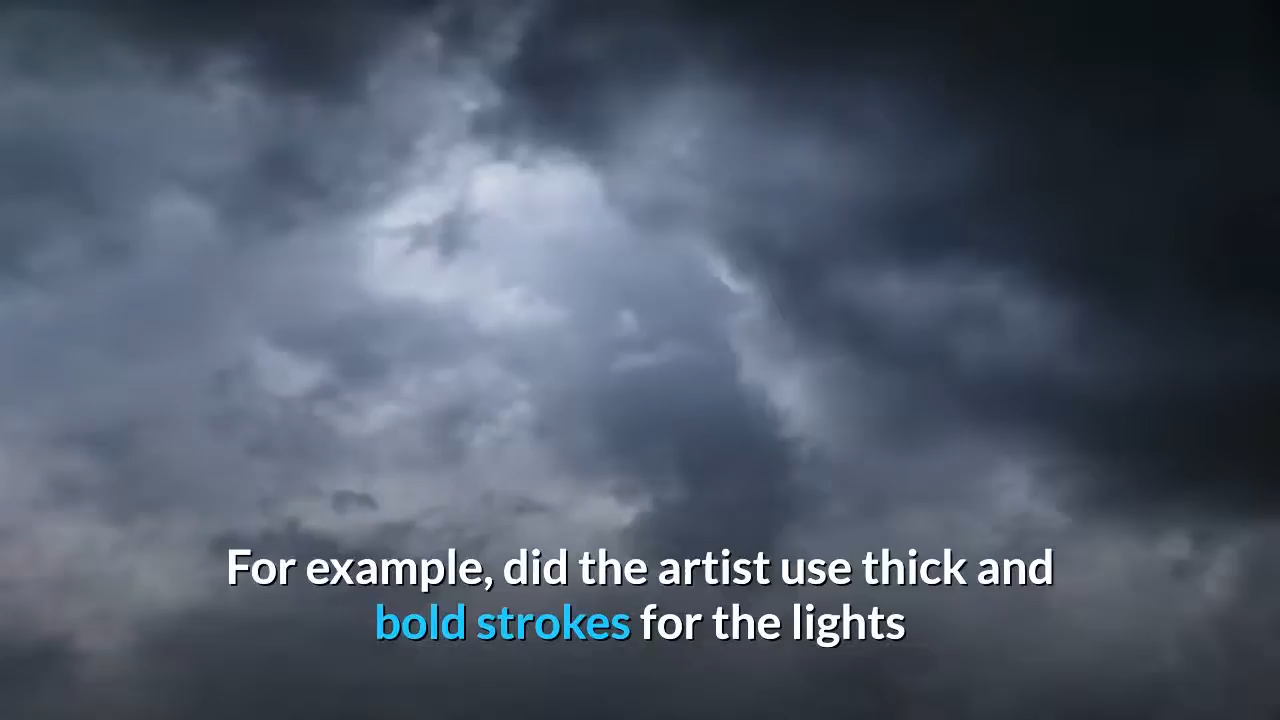 For example, did the artist use thick and
bold strokes for the lights